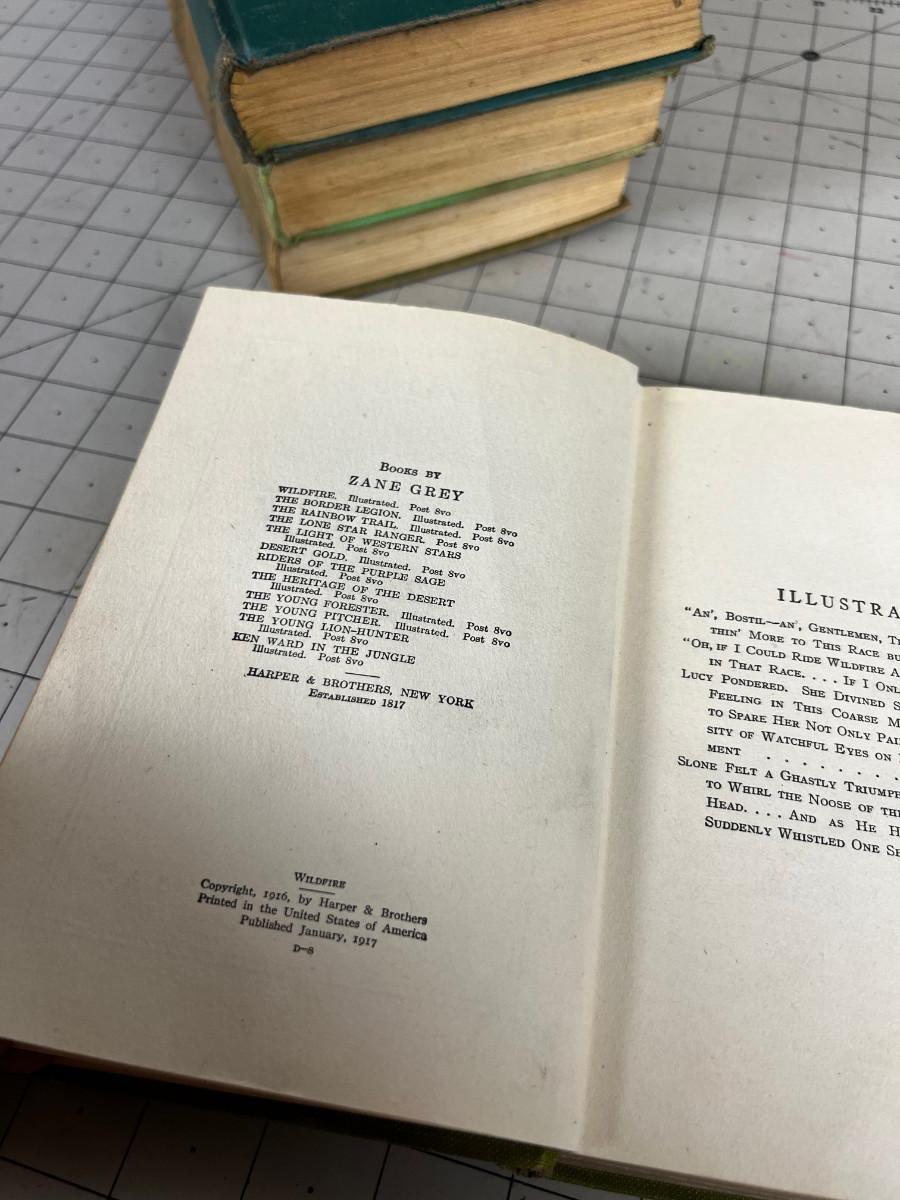 Books by
ZANE GREY
WILDFIRE. Illustrated. Post 8vo
THE BORDER LEGION. Illustrated. Post 8vo
THE RAINBOW TRAIL. Illustrated. Post 8vo
THE LONE STAR RANGER. Post 8vo
THE LIGHT OF WESTERN STARS
Illustrated. Post 8vo
DESERT GOLD. Illustrated. Post 8vo
RIDERS OF THE PURPLE SAGE
Illustrated. Post 8vo
THE HERITAGE OF THE DESERT
Illustrated. Post 8vo
THE YOUNG FORESTER. Illustrated. Post 8vo
THE YOUNG PITCHER. Illustrated. Post 8vo
THE YOUNG LION-HUNTER
Illustrated. Post 8vo
KEN WARD IN THE JUNGLE
Illustrated. Post 8vo
HARPER & BROTHERS, NEW YORK
Established 1817
Wildfire
Copyright, 1916, by Harper & Brothers
Printed in the United States of America
Published January, 1917
D-S
ILLUSTRA
"An', Bostil—an', Gentlemen, T
thin' More to This Race bu
"Oh, if I Could Ride Wildfire A
in That Race. . . . If I Onl
Lucy Pondered. She Divined S
Feeling in This Coarse M
to Spare Her Not Only Pai
sity of Watchful Eyes on
ment . . . . . . . .
Slone Felt a Ghastly Triumph
to Whirl the Noose of the
Head. . . . And as He H
Suddenly Whistled One S